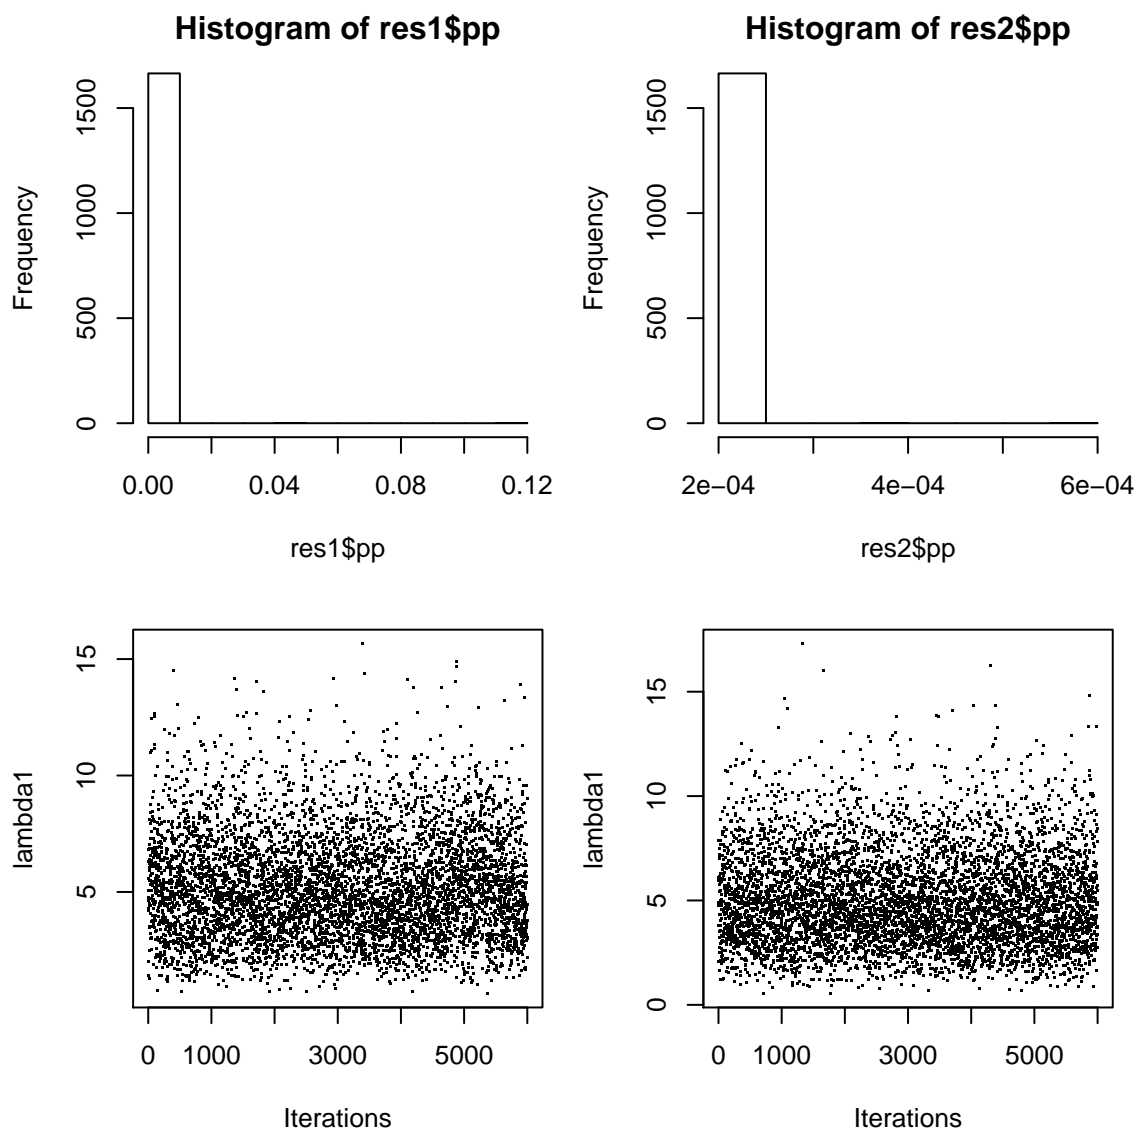 Histogram of res1$pp
Frequency
0 500 1000 1500
0.00 0.04 0.08 0.12
res1$pp
Histogram of res2$pp
Frequency
0 500 1000 1500
2e−04 4e−04 6e−04
res2$pp
lambda1
5 10 15
0 1000 3000 5000
Iterations
lambda1
0 5 10 15
0 1000 3000 5000
Iterations